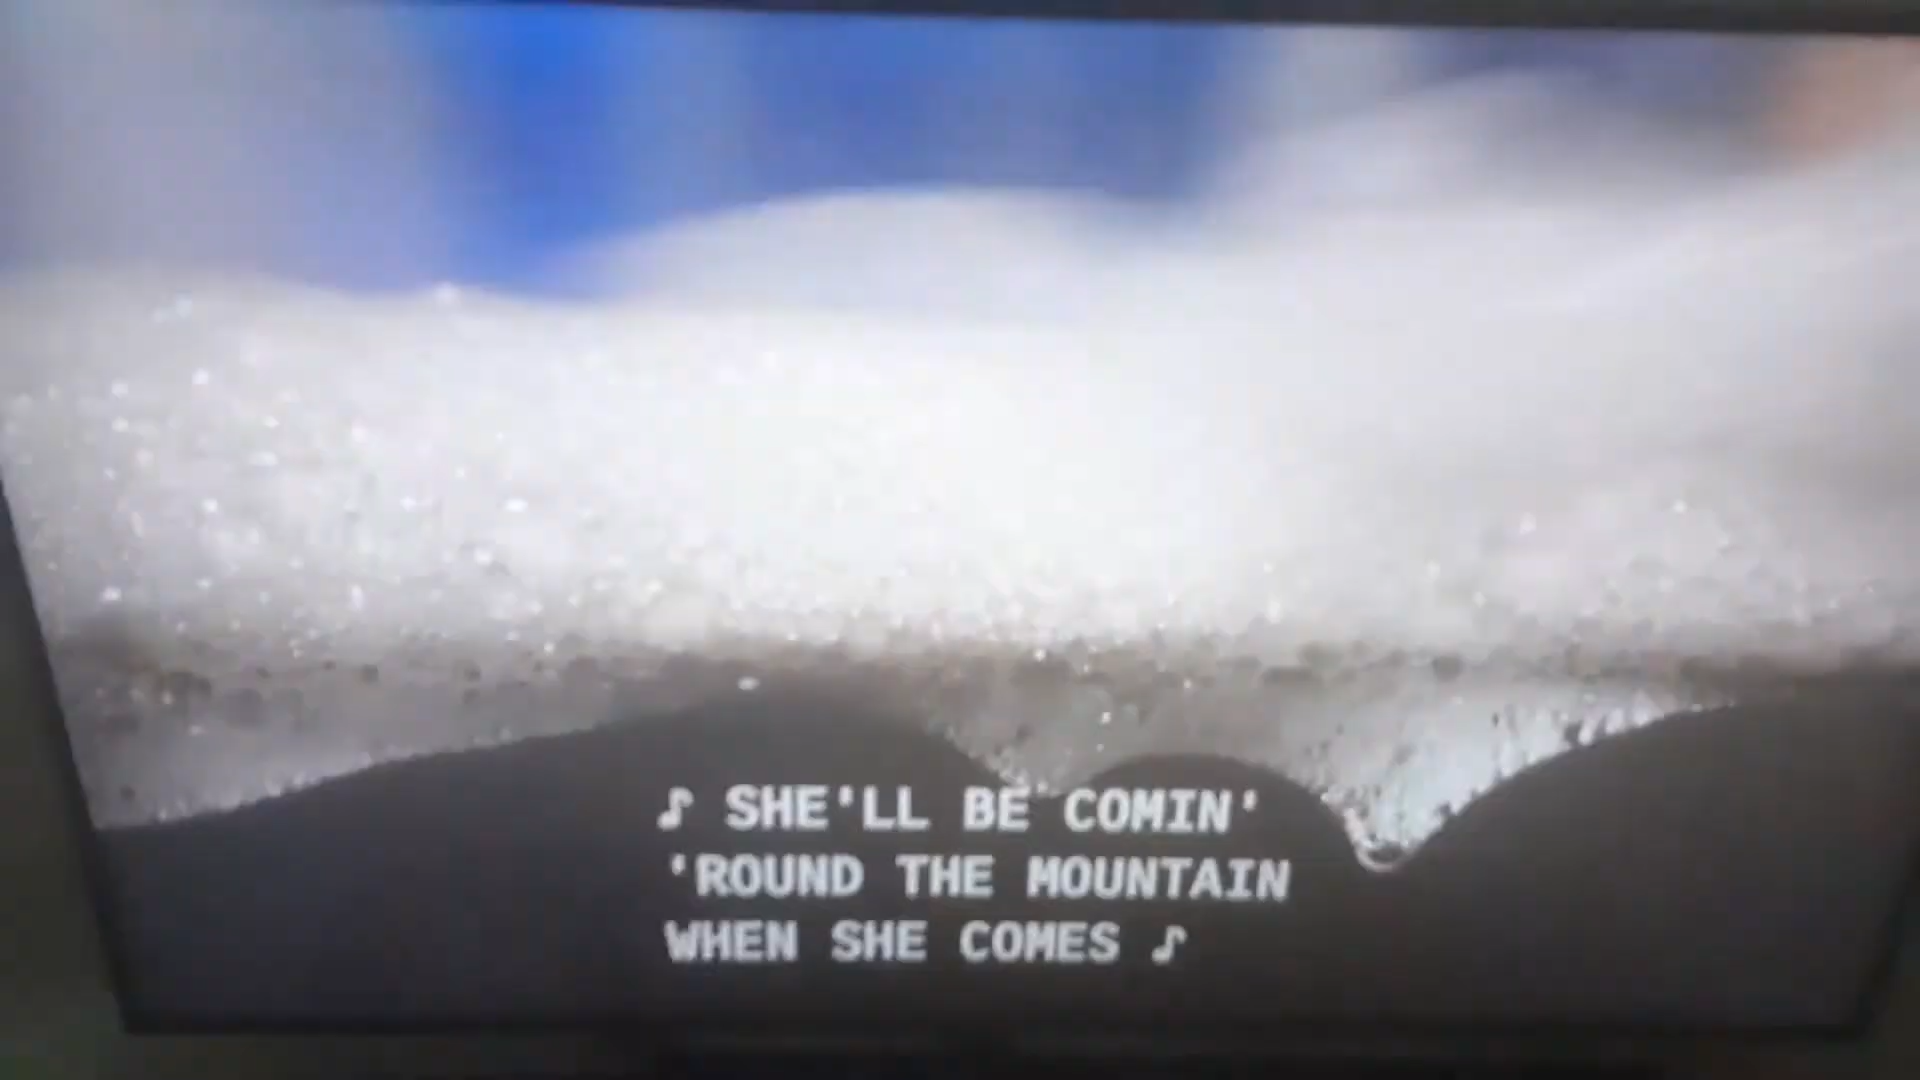 ♪ SHE'LL BE COMIN'
'ROUND THE MOUNTAIN
WHEN SHE COMES ♪